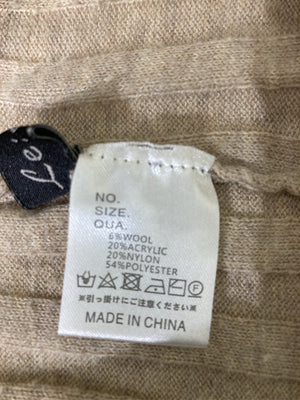 NO.
SIZE.
QUA.
6%WOOL
20%ACRYLIC
20%NYLON
54%POLYESTER
※引っ掛けにご注意ください※
MADE IN CHINA